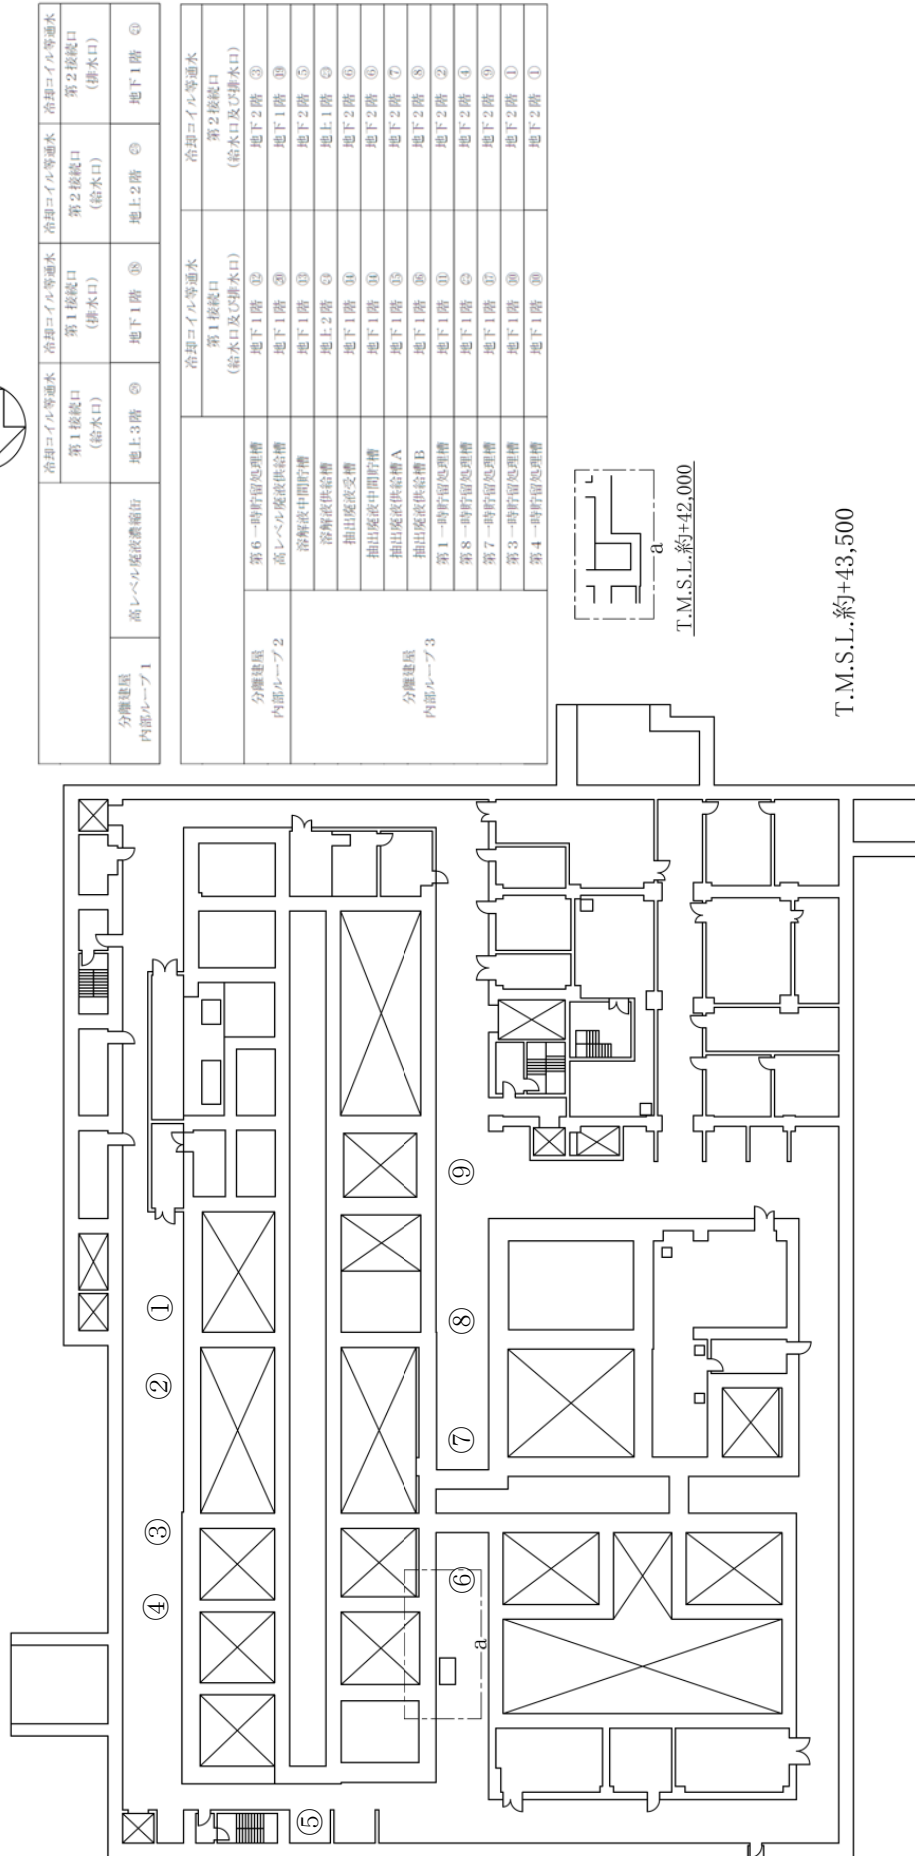 冷却コイル等通水 冷却コイル等通水 冷却コイル等通水 冷却コイル等通水
第1接続口 第1接続口 第2接続口 第2接続口
(給水口) (排水口) (給水口) (排水口)
分離建屋
内部ループ1
高レベル廃液濃縮缶 地上3階 地下1階 ⑱ 地上2階 地下1階 ㉑
冷却コイル等通水 冷却コイル等通水
第1接続口 第2接続口
(給水口及び排水口) (給水口及び排水口)
分離建屋
内部ループ2
第6一時貯留処理槽 地下1階 ⑫ 地下2階 ③
高レベル廃液供給槽 地下1階 ⑳ 地下1階 ⑲
分離建屋
内部ループ3
溶解液中間貯槽 地下1階 ⑬ 地下2階 ⑤
溶解液供給槽 地上2階 地上1階
抽出廃液受槽 地下1階 ⑭ 地下2階 ⑥
抽出廃液中間貯槽 地下1階 ⑭ 地下2階 ⑥
抽出廃液供給槽A 地下1階 ⑮ 地下2階 ⑦
抽出廃液供給槽B 地下1階 ⑯ 地下2階 ⑧
第1一時貯留処理槽 地下1階 ⑪ 地下2階 ②
第8一時貯留処理槽 地下1階 地下2階 ④
第7一時貯留処理槽 地下1階 ⑰ 地下2階 ⑨
第3一時貯留処理槽 地下1階 ⑩ 地下2階 ①
第4一時貯留処理槽 地下1階 ⑩ 地下2階 ①
a
T.M.S.L.約+42,000
T.M.S.L.約+43,500
①
②
③
④
⑤
⑥
⑦
⑧
⑨
a